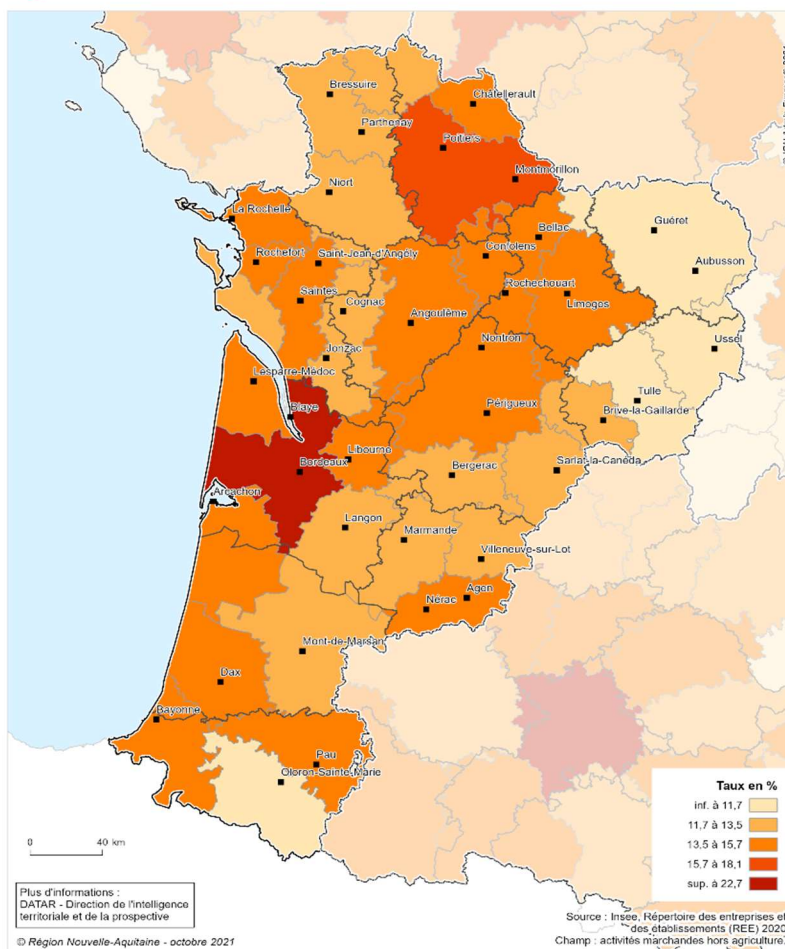 Bressuire
Châtellerault
Parthenay
Poitiers
Montmorillon
Niort
La Rochelle
Guéret
Bellac
Rochefort
Saint-Jean-d'Angély
Confolens
Aubusson
Saintes
Cognac
Rochechouart
Limogos
Angoulême
Jonzac
Nontron
Ussel
Lesparre-Médoc
Tulle
Blaye
Périgueux
Brive-la-Gaillarde
Libourno
Bordeaux
Bergerac
Sarlat-la-Canéda
Arcachon
Langon
Marmande
Villeneuve-sur-Lot
Agon
Nérac
Mont-de-Marsan
Dax
Bayonne
Pau
Oloron-Sainte-Marie
Taux en %
inf. à 11,7
11,7 à 13,5
13,5 à 15,7
15,7 à 18,1
sup. à 22,7
0 40 km
Plus d'informations :
DATAR - Direction de l'intelligence
territoriale et de la prospective
Source : Insee, Répertoire des entreprises et
des établissements (REE) 2020
Champ : activités marchandes hors agriculture.
© Région Nouvelle-Aquitaine - octobre 2021